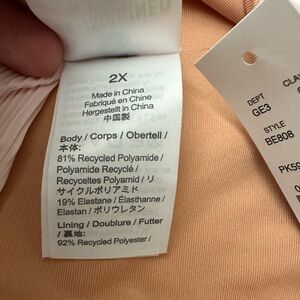 2X
Made in China
Fabriqué en Chine
Hergestellt in China
中国製
Body / Corps / Oberteil /
本体:
81% Recycled Polyamide /
Polyamide Recyclé /
Recyceltes Polyamid / リ
サイクルポリアミド
19% Elastane / Élasthanne /
Elastan / ポリウレタン
Lining / Doublure / Futter
/ 裏地:
92% Recycled Polyester /
DEPT
GE3
CLA
STYLE
BE808